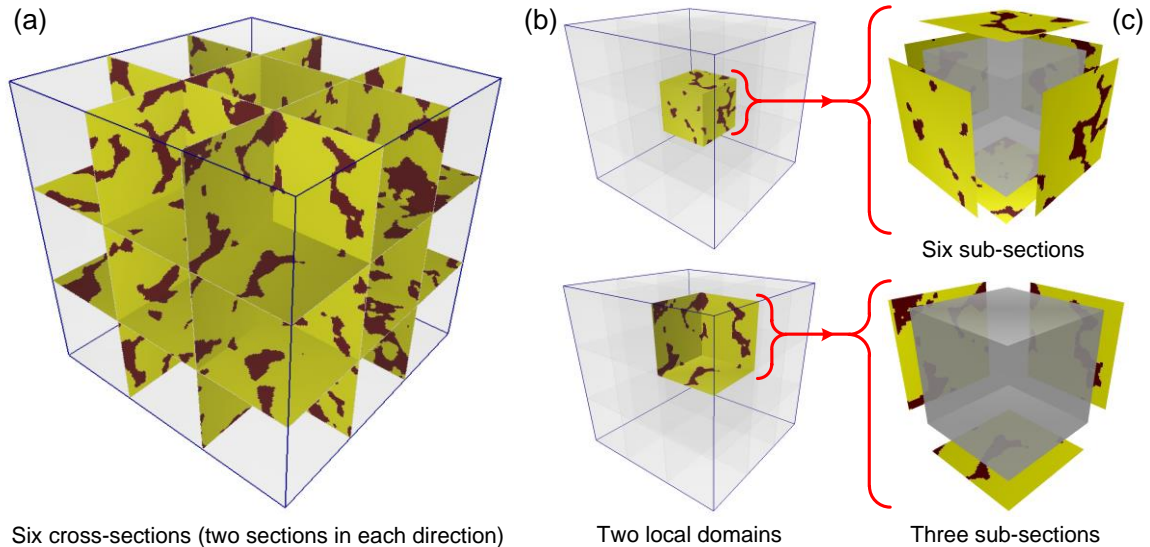 (a)
(b)
(c)
Six sub-sections
Six cross-sections (two sections in each direction)
Two local domains
Three sub-sections